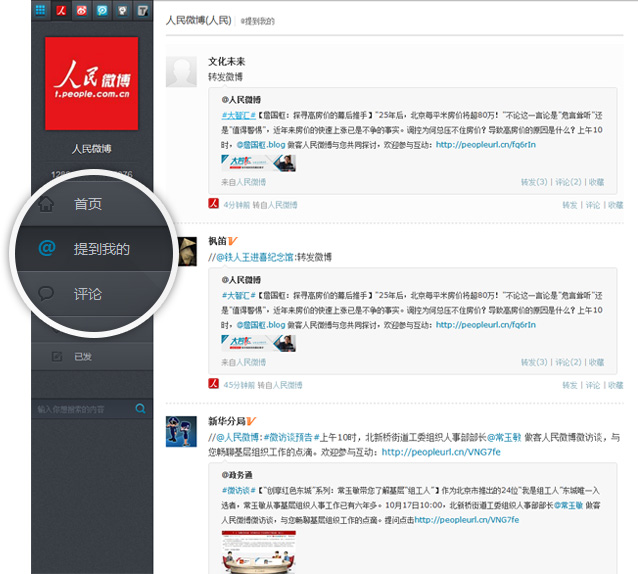 人民微博(人民) #提到我的
人民微博
t.people.com.cn
人民微博
首页
@ 提到我的
评论
已发
输入你想搜索的内容
文化未来
转发微博
@人民微博
#大智汇#【詹国枢：探寻高房价的幕后推手】"25年后，北京每平米房价将超80万！"不论这一言论是"危言耸听"还
是"值得警惕"，近年来房价的快速上涨已是不争的事实。调控为何总压不住房价？导致高房价的原因是什么？上午10
时，@詹国枢.blog 做客人民微博与您共同探讨，欢迎参与互动：http://peopleurl.cn/fq6rIn
来自人民微博 转发(3) | 评论(2) | 收藏
4分钟前 转自人民微博 转发 | 评论 | 收藏
枫笛
//@铁人王进喜纪念馆:转发微博
@人民微博
#大智汇#【詹国枢：探寻高房价的幕后推手】"25年后，北京每平米房价将超80万！"不论这一言论是"危言耸听"还
是"值得警惕"，近年来房价的快速上涨已是不争的事实。调控为何总压不住房价？导致高房价的原因是什么？上午10
时，@詹国枢.blog 做客人民微博与您共同探讨，欢迎参与互动：http://peopleurl.cn/fq6rIn
来自人民微博 转发(3) | 评论(2) | 收藏
45分钟前 转自人民微博 转发 | 评论 | 收藏
新华分局
//@人民微博:#微访谈预告#上午10时，北新桥街道工委组织人事部部长@常玉敏 做客人民微博微访谈，与
您畅聊基层组织工作的点滴。欢迎参与互动：http://peopleurl.cn/VNG7fe
@政务通
#微访谈#【"创享红色东城"系列：常玉敏带您了解基层"组工人"】作为北京市推出的24位"我是组工人"东城唯一入
选者，常玉敏从事基层组织人事工作已有六年多。10月17日10:00，北新桥街道工委组织人事部部长@常玉敏 做客
人民微博微访谈，与您畅聊基层组织工作的点滴。提问点击http://peopleurl.cn/VNG7fe